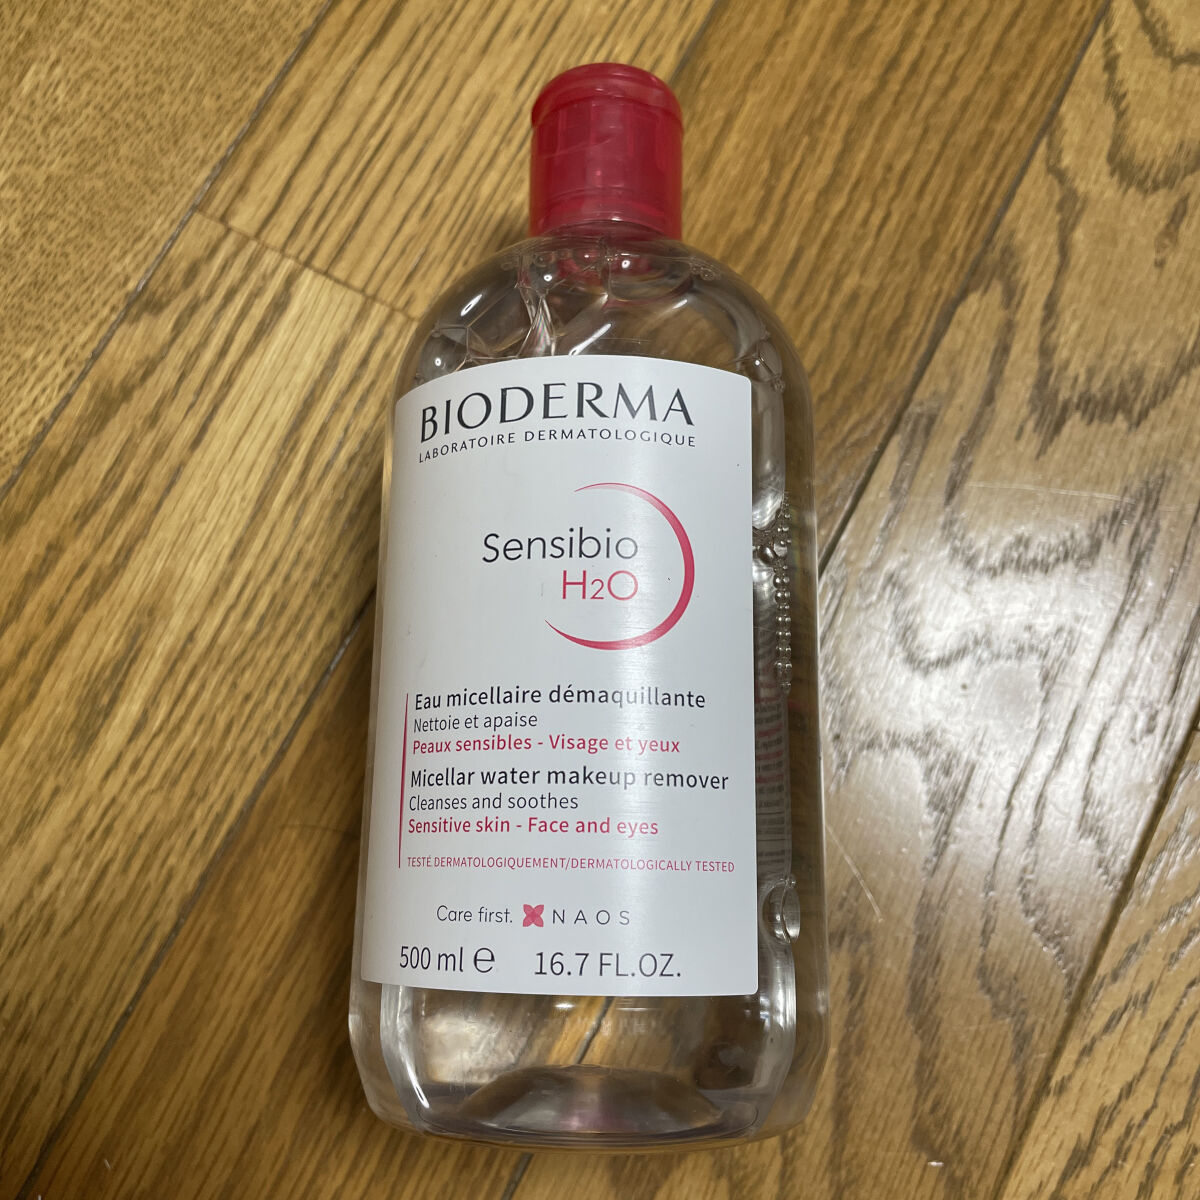 BIODERMA
LABORATOIRE DERMATOLOGIQUE
Sensibio
H2O
Eau micellaire démaquillante
Nettoie et apaise
Peaux sensibles - Visage et yeux
Micellar water makeup remover
Cleanses and soothes
Sensitive skin - Face and eyes
TESTÉ DERMATOLOGIQUEMENT/DERMATOLOGICALLY TESTED
Care first. NAOS
500 ml ℮ 16.7 FL.OZ.